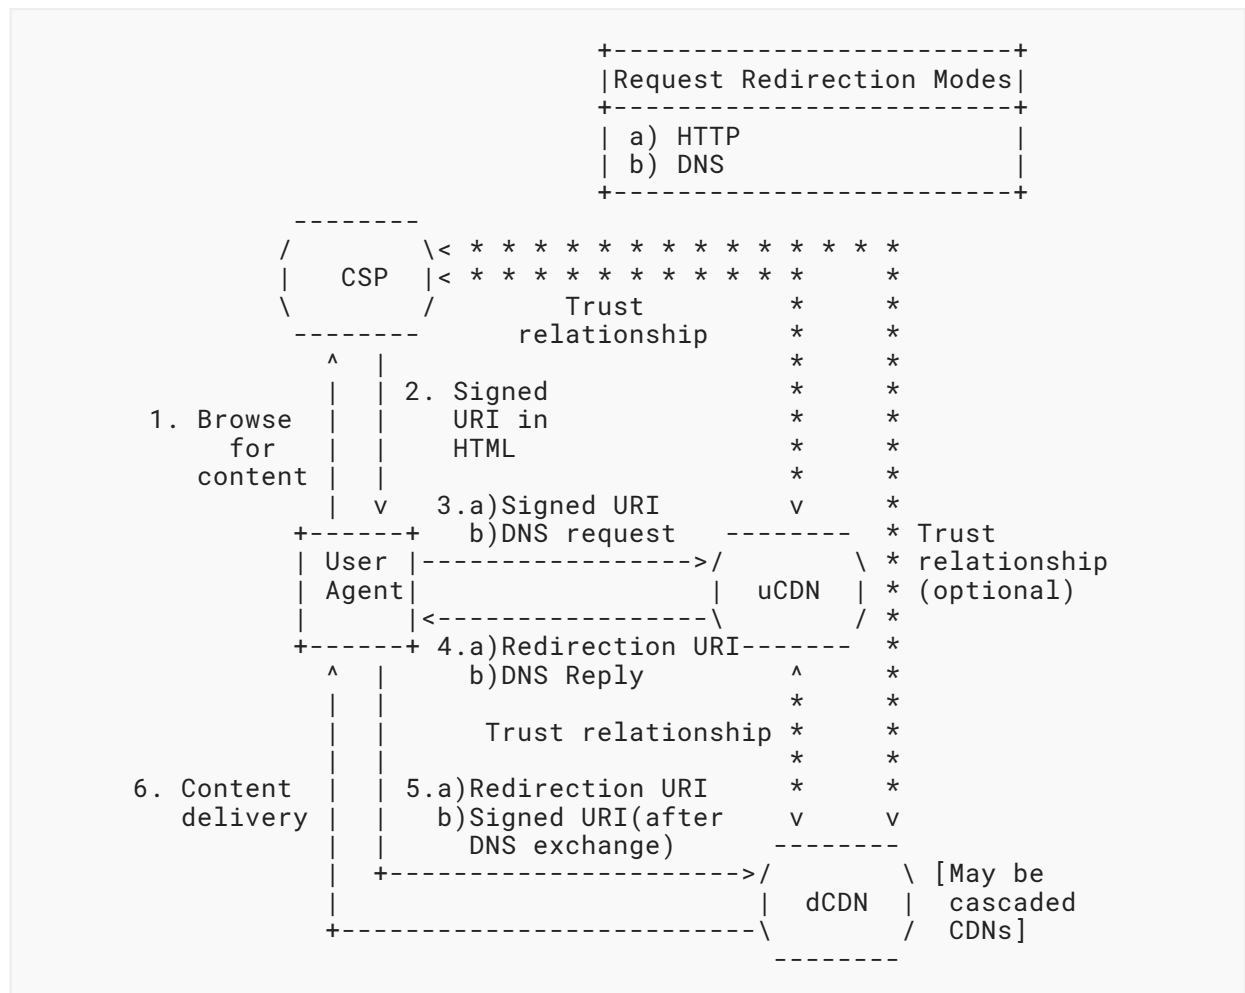 +-------------------------+
|Request Redirection Modes|
+-------------------------+
| a) HTTP                 |
| b) DNS                  |
+-------------------------+
 --------
/        \< * * * * * * * * * * * * * *
|   CSP  |< * * * * * * * * * * *     *
\        /        Trust         *     *
 --------      relationship     *     *
   ^  |                         *     *
   |  | 2. Signed               *     *
1. Browse  |  |    URI in       *     *
for    |  |    HTML             *     *
content |  |                    *     *
|  v   3.a)Signed URI        v     *
+------+   b)DNS request   --------  * Trust
| User |----------------->/        \ * relationship
| Agent|                  |  uCDN  | * (optional)
|      |<-----------------\        / *
+------+ 4.a)Redirection URI-------  *
^  |     b)DNS Reply       ^     *
|  |                       *     *
|  |      Trust relationship *     *
|  |                       *     *
6. Content  |  | 5.a)Redirection URI     *     *
delivery |  |   b)Signed URI(after    v     v
|  |     DNS exchange)      --------
|  +---------------------->/        \ [May be
|                          |  dCDN  |  cascaded
+--------------------------\        /  CDNs]
--------